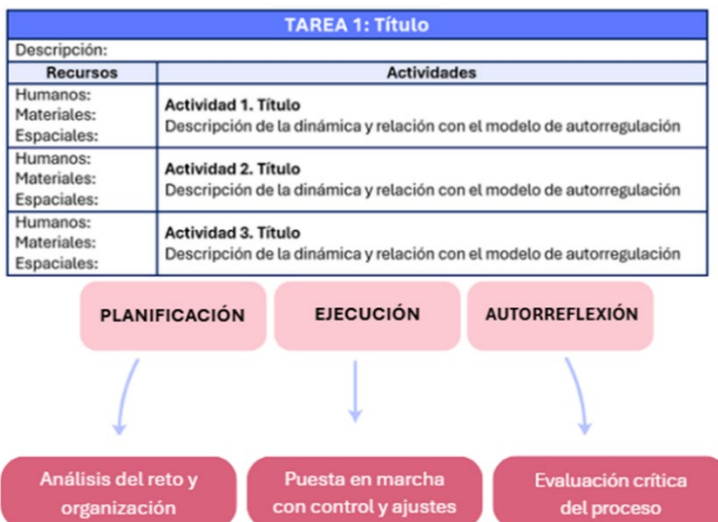 TAREA 1: Título
Descripción:
Recursos
Actividades
Humanos:
Materiales:
Espaciales:
Actividad 1. Título
Descripción de la dinámica y relación con el modelo de autorregulación
Humanos:
Materiales:
Espaciales:
Actividad 2. Título
Descripción de la dinámica y relación con el modelo de autorregulación
Humanos:
Materiales:
Espaciales:
Actividad 3. Título
Descripción de la dinámica y relación con el modelo de autorregulación
PLANIFICACIÓN
EJECUCIÓN
AUTORREFLEXIÓN
Análisis del reto y
organización
Puesta en marcha
con control y ajustes
Evaluación crítica
del proceso